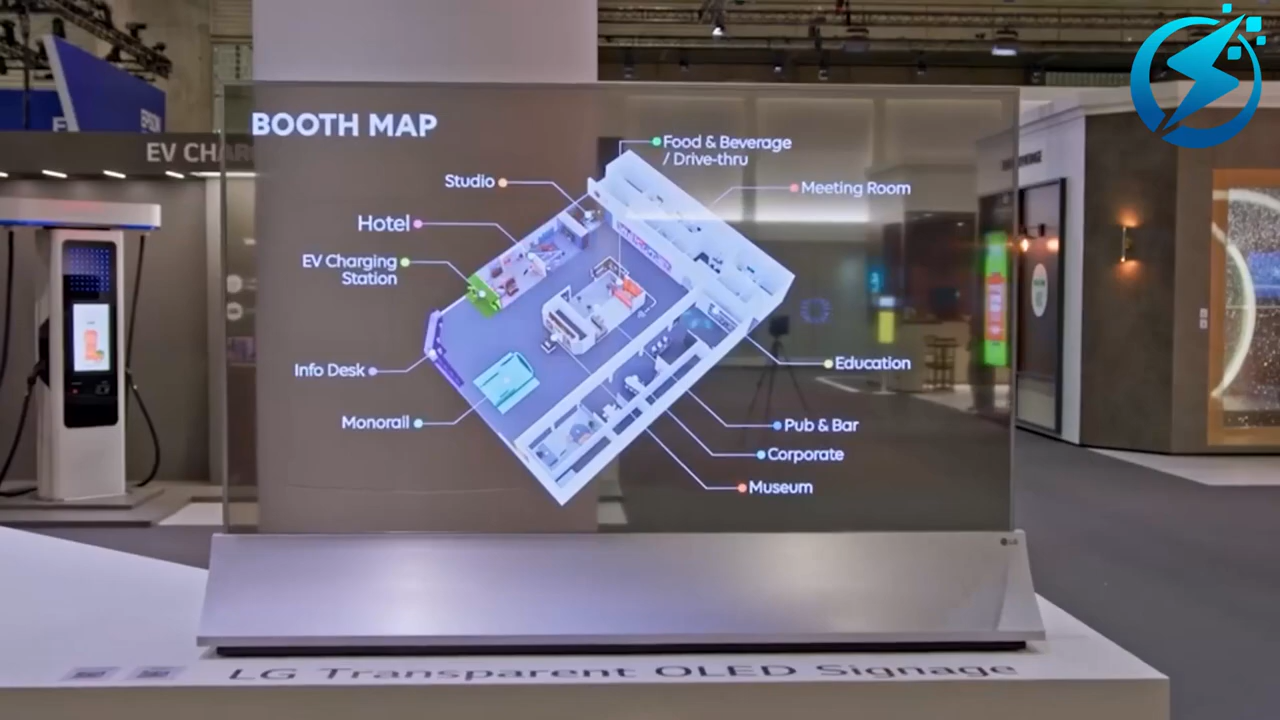 BOOTH MAP
EV CHAR
Food & Beverage
/ Drive-thru
Studio
Meeting Room
Hotel
EV Charging
Station
Info Desk
Education
Monorail
Pub & Bar
Corporate
Museum
LG
LG Transparent OLED Signage